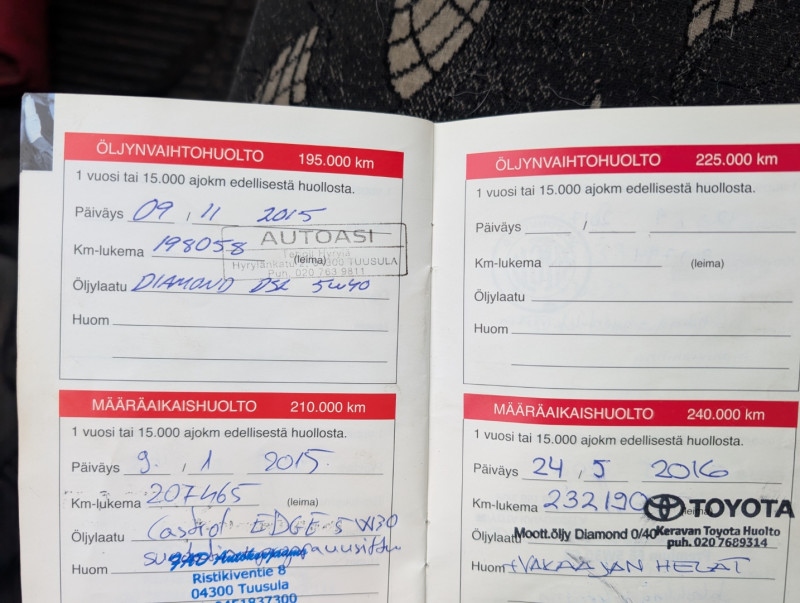 ÖLJYNVAIHTOHUOLTO 195.000 km
1 vuosi tai 15.000 ajokm edellisestä huollosta.
Päiväys 09 / 11 2015
AUTOASI
Km-lukema 198058 (leima)
Hyrylänkatu 04300 TUUSULA
Puh. 020 763 9811
Öljylaatu DIAMOND DSL 5w40
Huom
MÄÄRÄAIKAISHUOLTO 210.000 km
1 vuosi tai 15.000 ajokm edellisestä huollosta.
Päiväys 9. / 1 2015
Km-lukema 207465 (leima)
Öljylaatu Castrol EDGE 5W30
Huom
Ristikiventie 8
04300 Tuusula
0451837300
ÖLJYNVAIHTOHUOLTO 225.000 km
1 vuosi tai 15.000 ajokm edellisestä huollosta.
Päiväys /
Km-lukema (leima)
Öljylaatu
Huom
MÄÄRÄAIKAISHUOLTO 240.000 km
1 vuosi tai 15.000 ajokm edellisestä huollosta.
Päiväys 24 / 5 2016
Km-lukema 232190 TOYOTA
Öljylaatu Moott.öljy Diamond 0/40 Keravan Toyota Huolto
puh. 020 7689314
Huom +VAKAAJAN HELAT